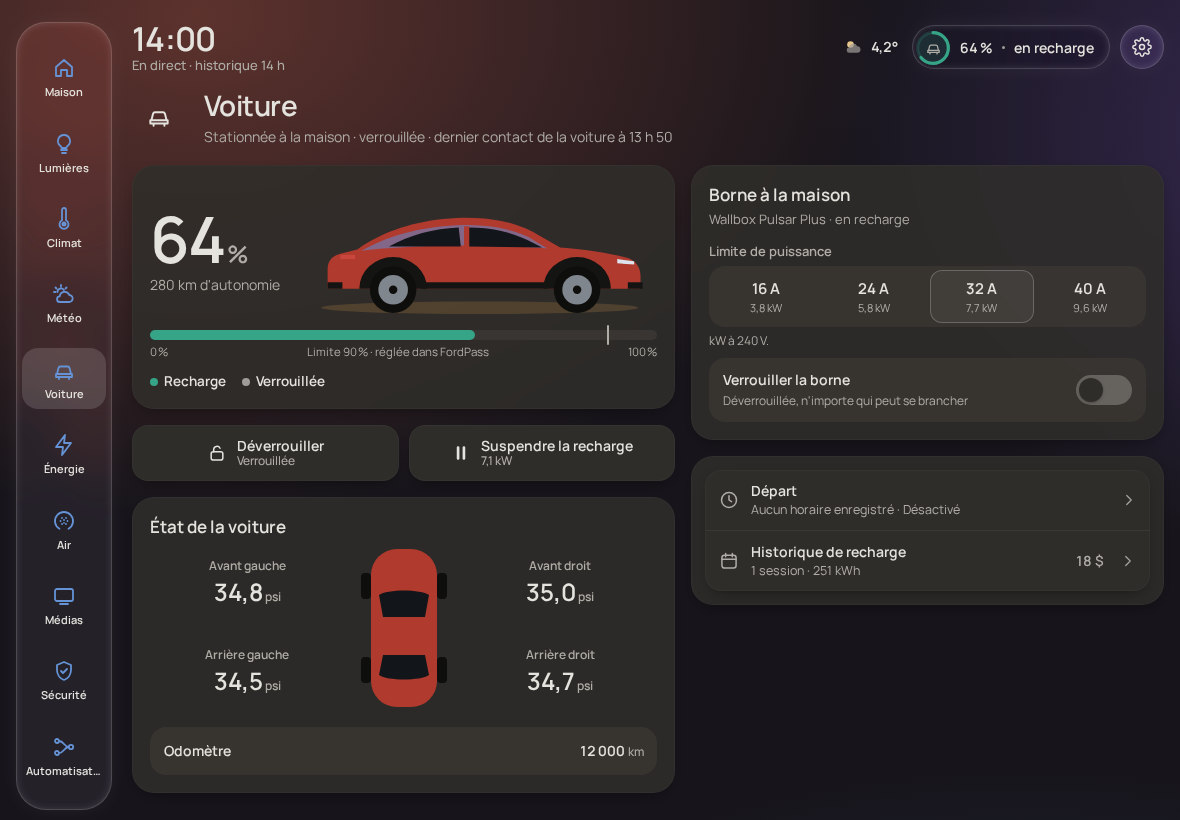 14:00
En direct · historique 14 h
4,2°
64 % · en recharge
Maison
Lumières
Climat
Météo
Voiture
Énergie
Air
Médias
Sécurité
Automatisat…
Voiture
Stationnée à la maison · verrouillée · dernier contact de la voiture à 13 h 50
64 %
280 km d'autonomie
0 %
Limite 90 % · réglée dans FordPass
100 %
Recharge
Verrouillée
Déverrouiller
Verrouillée
Suspendre la recharge
7,1 kW
État de la voiture
Avant gauche
34,8 psi
Avant droit
35,0 psi
Arrière gauche
34,5 psi
Arrière droit
34,7 psi
Odomètre
12 000 km
Borne à la maison
Wallbox Pulsar Plus · en recharge
Limite de puissance
16 A
3,8 kW
24 A
5,8 kW
32 A
7,7 kW
40 A
9,6 kW
kW à 240 V.
Verrouiller la borne
Déverrouillée, n'importe qui peut se brancher
Départ
Aucun horaire enregistré · Désactivé
Historique de recharge
1 session · 251 kWh
18 $